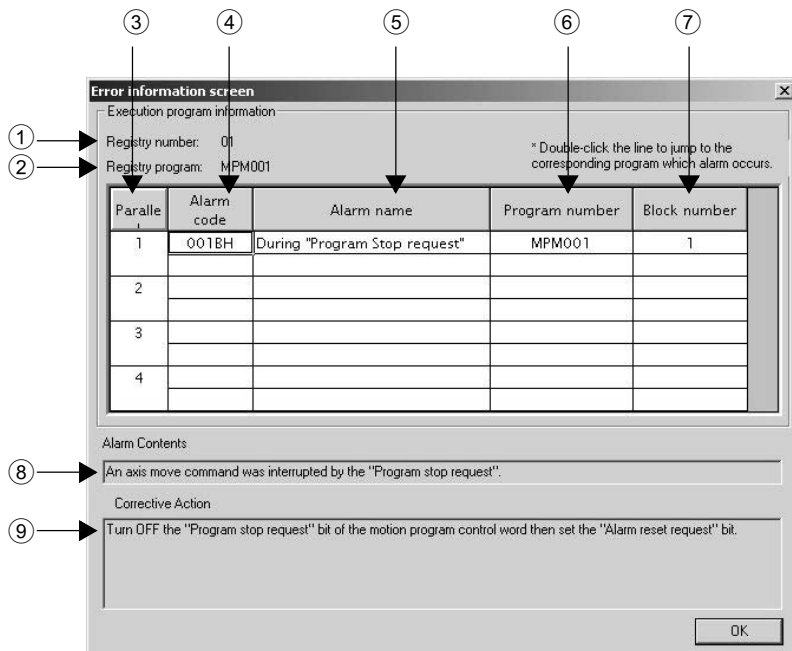 ③ ④ ⑤ ⑥ ⑦
Error information screen
Execution program information
① Registry number: 01
② Registry program: MPM001
* Double-click the line to jump to the
corresponding program which alarm occurs.
Paralle
l
Alarm
code
Alarm name
Program number
Block number
1 001BH During "Program Stop request" MPM001 1
2
3
4
Alarm Contents
⑧ An axis move command was interrupted by the "Program stop request".
Corrective Action
⑨ Turn OFF the "Program stop request" bit of the motion program control word then set the "Alarm reset request" bit.
OK